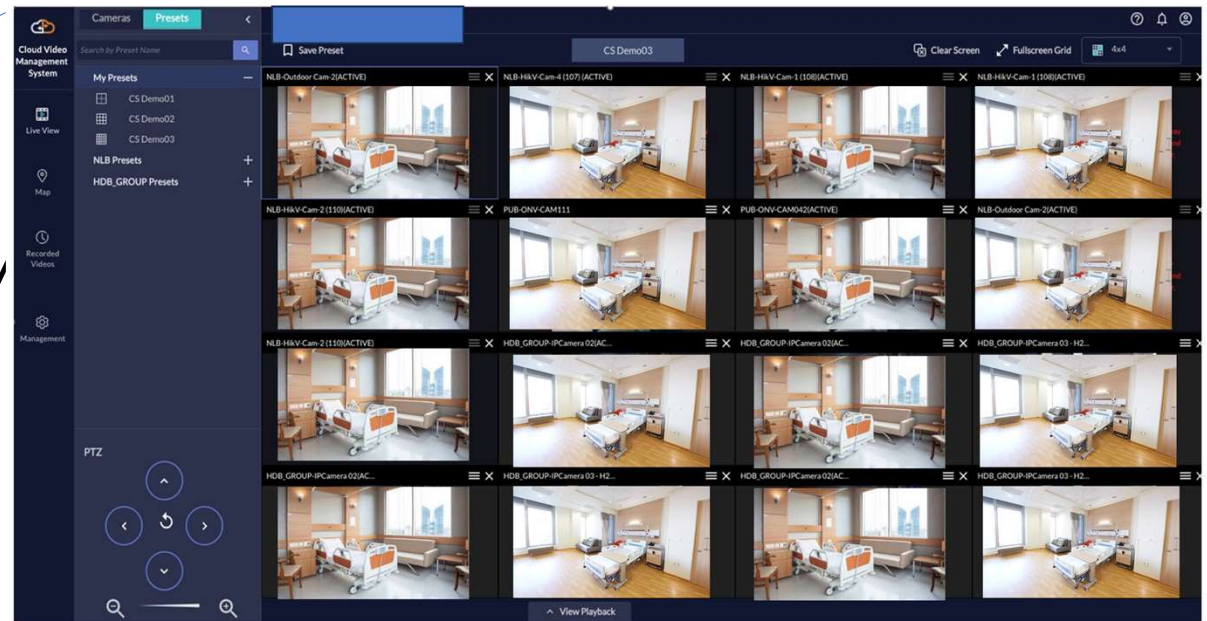 Cloud Video
Management
System
Live View
Map
Recorded
Videos
Management
Cameras Presets
Search by Preset Name
My Presets
CS Demo01
CS Demo02
CS Demo03
NLB Presets
HDB_GROUP Presets
PTZ
Save Preset CS Demo03 Clear Screen Fullscreen Grid 4x4
NLB-Outdoor Cam-2(ACTIVE) NLB-HikV-Cam-4 (107) (ACTIVE) NLB-HikV-Cam-1 (108)(ACTIVE) NLB-HikV-Cam-1 (108)(ACTIVE)
NLB-HikV-Cam-2 (110)(ACTIVE) PUB-ONV-CAM111 PUB-ONV-CAM042(ACTIVE) NLB-Outdoor Cam-2(ACTIVE)
NLB-HikV-Cam-2 (110)(ACTIVE) HDB_GROUP-IPCamera 02(AC... HDB_GROUP-IPCamera 02(AC... HDB_GROUP-IPCamera 03 - H2...
HDB_GROUP-IPCamera 02(AC... HDB_GROUP-IPCamera 03 - H2... HDB_GROUP-IPCamera 02(AC... HDB_GROUP-IPCamera 03 - H2...
View Playback